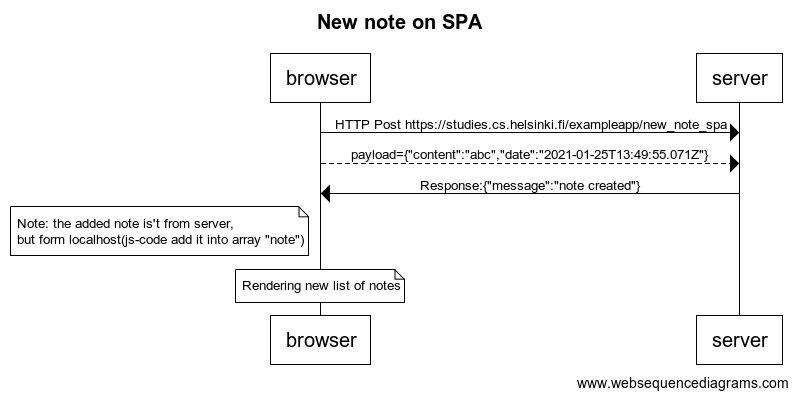 New note on SPA
browser
server
HTTP Post https://studies.cs.helsinki.fi/exampleapp/new_note_spa
payload={"content":"abc","date":"2021-01-25T13:49:55.071Z"}
Response:{"message":"note created"}
Note: the added note is't from server,
but form localhost(js-code add it into array "note")
Rendering new list of notes
browser
server
www.websequencediagrams.com